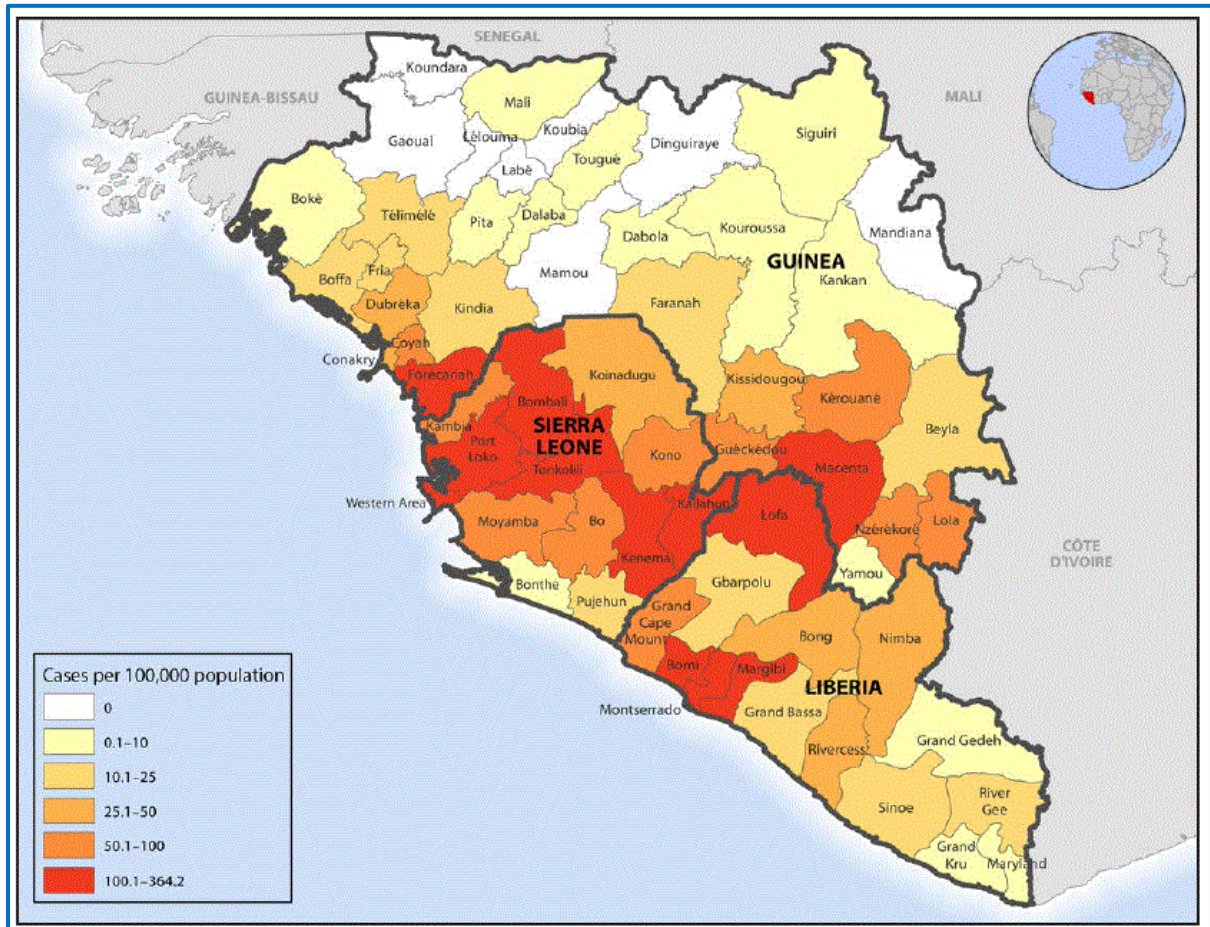 SENEGAL
Koundara
GUINEA-BISSAU
Mali
MALI
Koubia
Lélouma
Siguiri
Gaoual
Dinguiraye
Tougué
Labé
Boké
Télimélé
Pita
Dalaba
Dabola
Kouroussa
Mandiana
GUINEA
Mamou
Kankan
Boffa
Fria
Faranah
Dubréka
Kindia
Coyah
Conakry
Forécariah
Koinadugu
Kissidougou
Kérouané
Bombali
SIERRA
LEONE
Kambia
Port
Loko
Kono
Guéckédou
Beyla
Tonkolili
Macenta
Western Area
Kailahun
Lofa
Moyamba
Bo
Nzérékoré
Lola
Kenema
CÔTE
D'IVOIRE
Bonthe
Gbarpolu
Yamou
Pujehun
Grand
Cape
Mount
Bong
Nimba
Bomi
Margibi
LIBERIA
Montserrado
Grand Bassa
Grand Gedeh
Rivercess
Sinoe
River
Gee
Grand
Kru
Maryland
Cases per 100,000 population
0
0.1–10
10.1–25
25.1–50
50.1–100
100.1–364.2